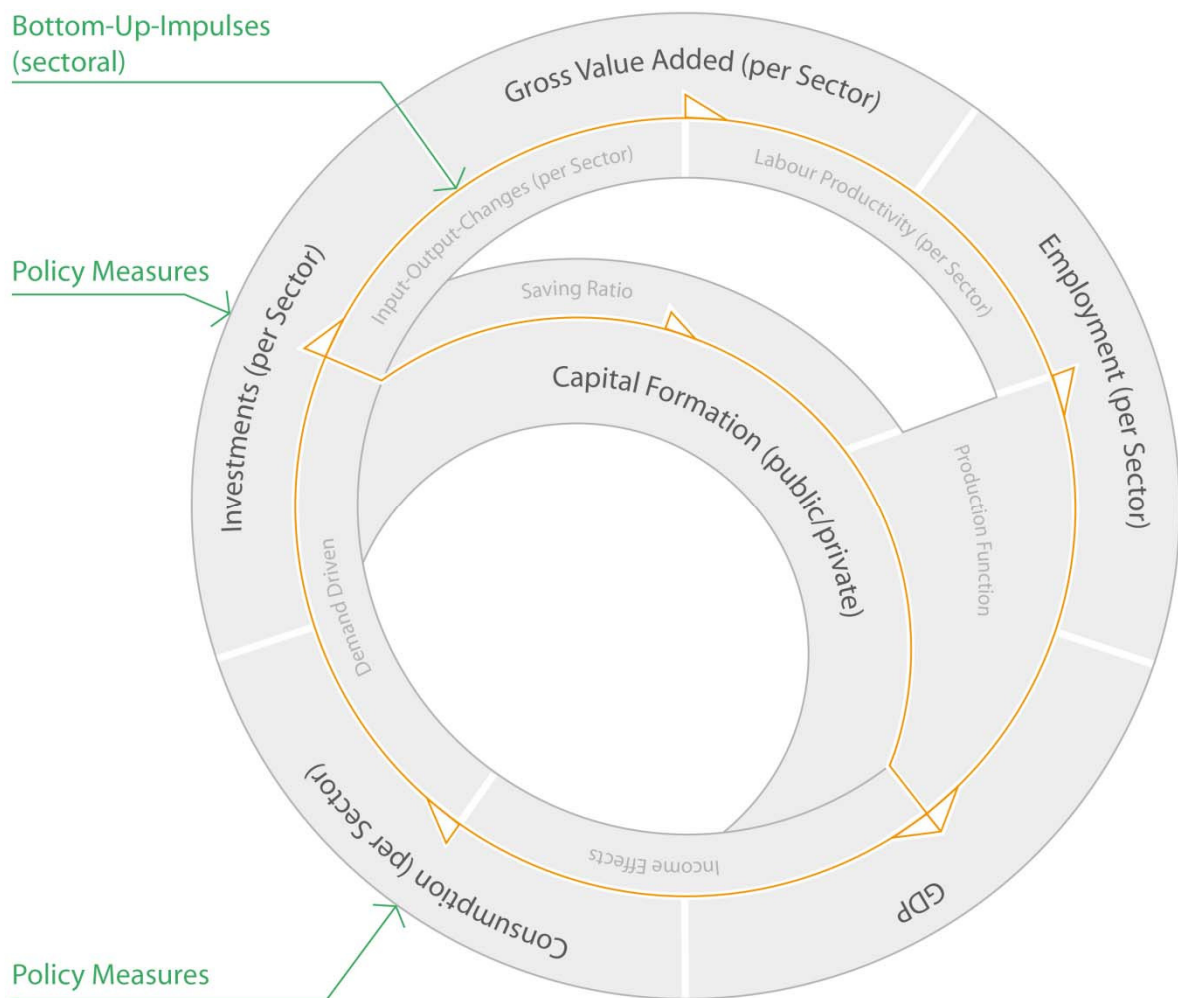 Bottom-Up-Impulses
(sectoral)
Gross Value Added (per Sector)
Input-Output-Changes (per Sector)
Labour Productivity (per Sector)
Policy Measures
Investments (per Sector)
Saving Ratio
Employment (per Sector)
Capital Formation (public/private)
Production Function
Demand Driven
Income Effects
Consumption (per Sector)
GDP
Policy Measures